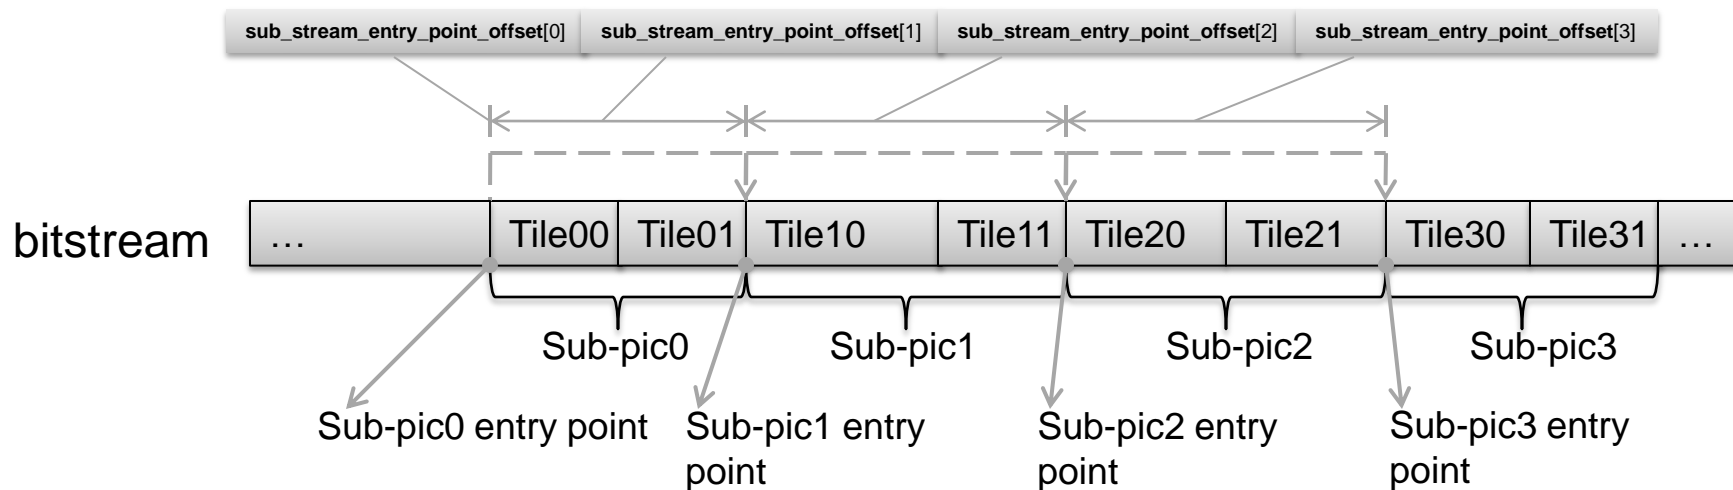 sub_stream_entry_point_offset[0] sub_stream_entry_point_offset[1] sub_stream_entry_point_offset[2] sub_stream_entry_point_offset[3]
bitstream … Tile00 Tile01 Tile10 Tile11 Tile20 Tile21 Tile30 Tile31 …
Sub-pic0 Sub-pic1 Sub-pic2 Sub-pic3
Sub-pic0 entry point
Sub-pic1 entry
point
Sub-pic2 entry
point
Sub-pic3 entry
point